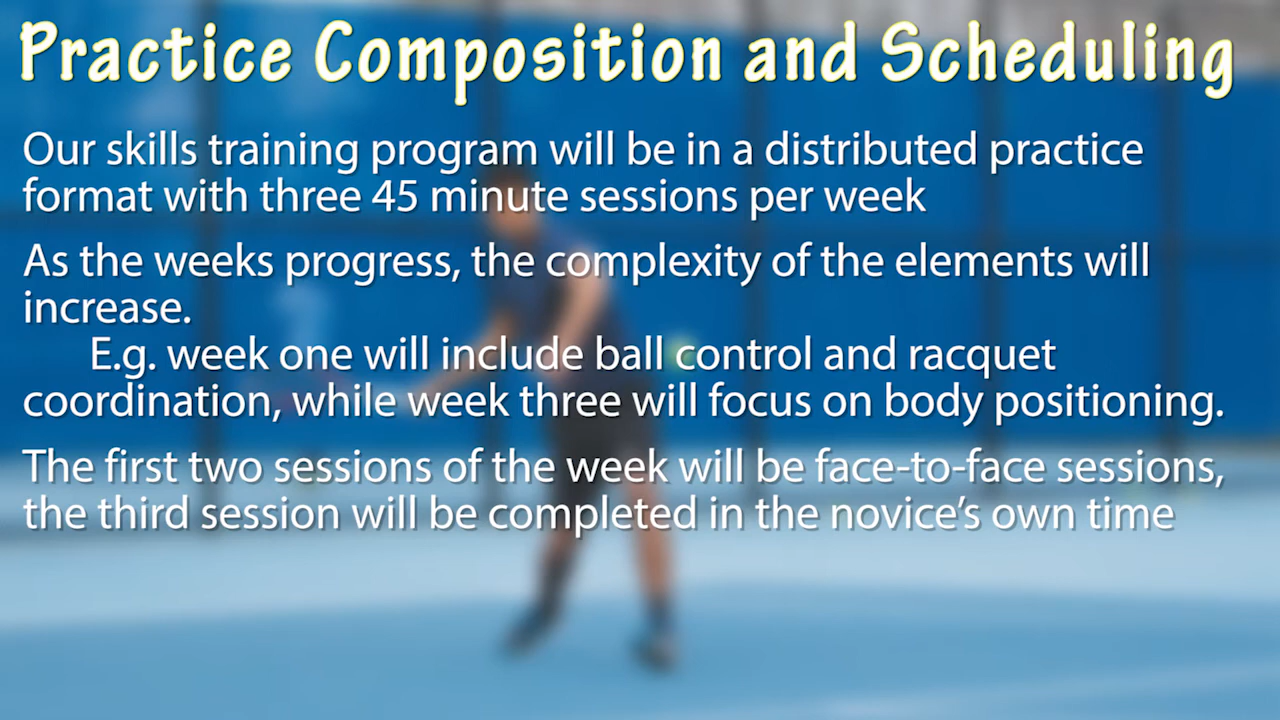 Practice Composition and Scheduling
Our skills training program will be in a distributed practice
format with three 45 minute sessions per week
As the weeks progress, the complexity of the elements will
increase.
E.g. week one will include ball control and racquet
coordination, while week three will focus on body positioning.
The first two sessions of the week will be face-to-face sessions,
the third session will be completed in the novice's own time